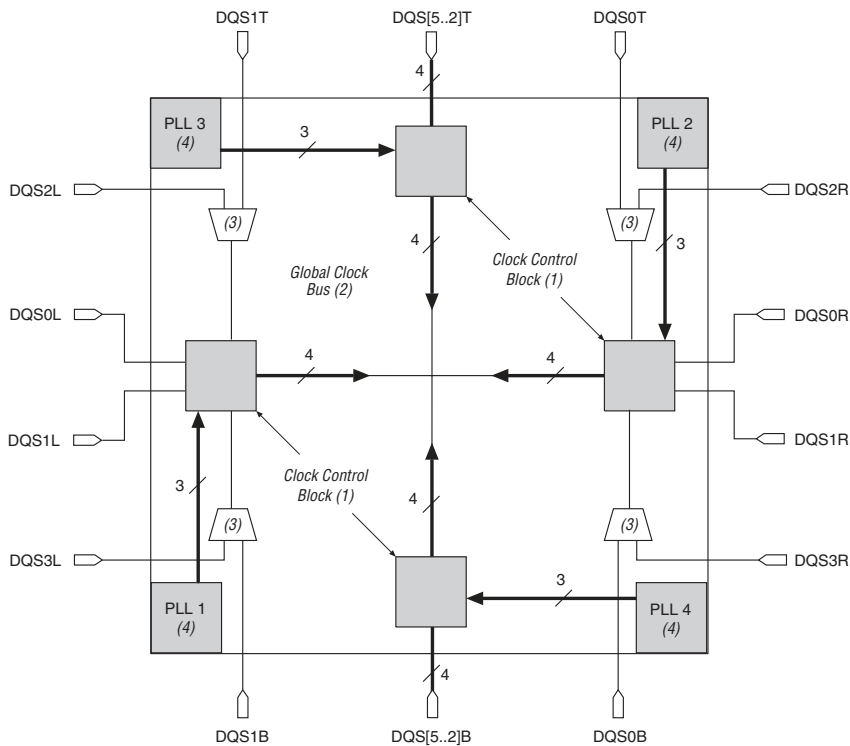 DQS1T
DQS[5..2]T
DQS0T
4
PLL 3
(4)
3
PLL 2
(4)
DQS2L
DQS2R
(3)
(3)
4
3
Clock Control
Block (1)
Global Clock
Bus (2)
DQS0L
DQS0R
4
4
DQS1L
DQS1R
Clock Control
Block (1)
3
4
(3)
(3)
DQS3L
DQS3R
3
PLL 1
(4)
PLL 4
(4)
4
DQS1B
DQS[5..2]B
DQS0B